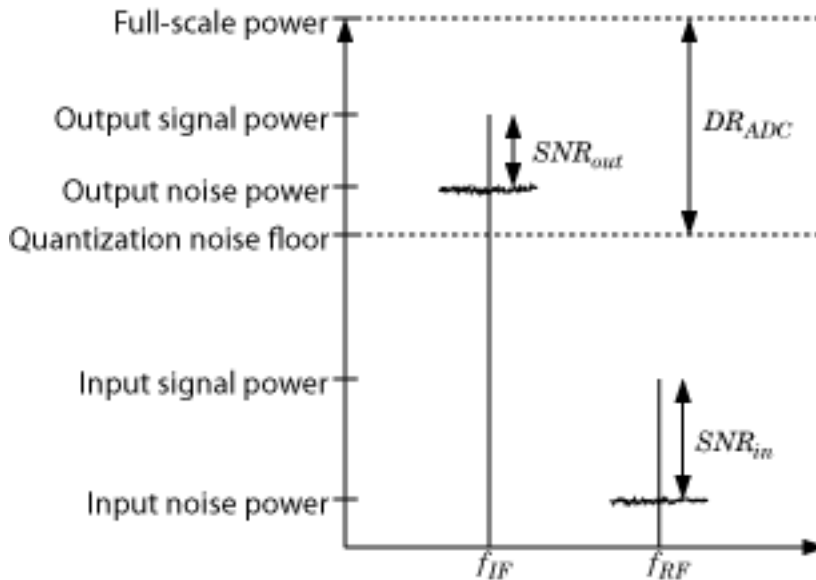 Full-scale power
Output signal power
Output noise power
Quantization noise floor
Input signal power
Input noise power
SNR_out
DR_ADC
SNR_in
f_IF
f_RF